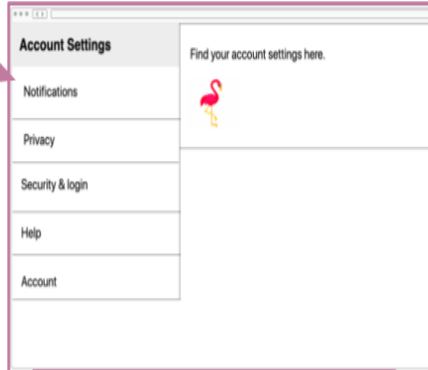 Account Settings
Find your account settings here.
Notifications
Privacy
Security & login
Help
Account